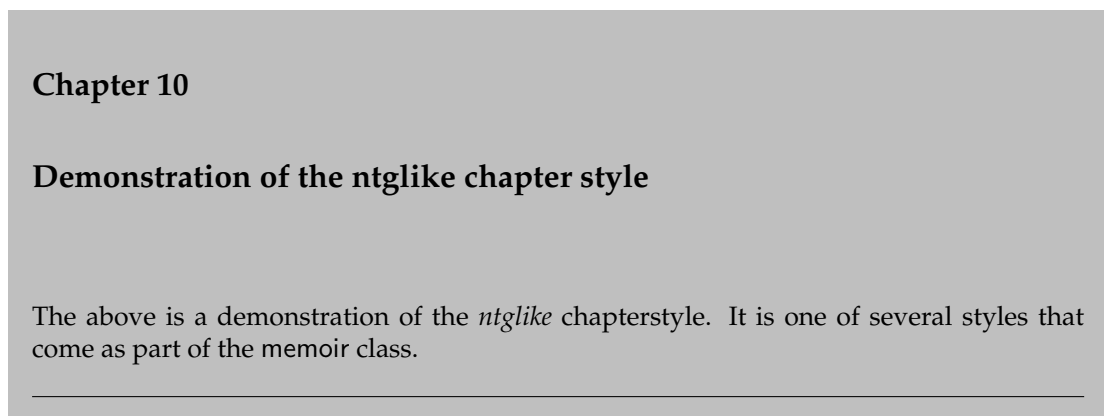 Chapter 10
Demonstration of the ntglike chapter style
The above is a demonstration of the ntglike chapterstyle. It is one of several styles that
come as part of the memoir class.